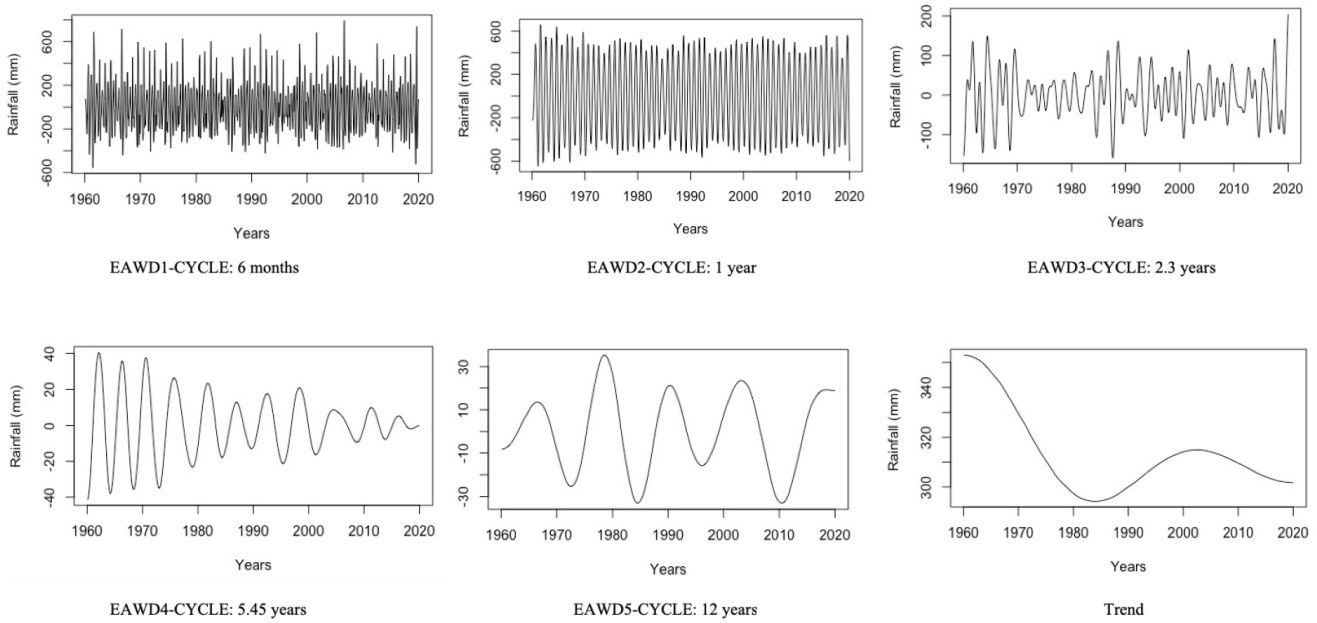 Rainfall (mm)
600
200
-200
-600
1960 1970 1980 1990 2000 2010 2020
Years
EAWD1-CYCLE: 6 months
Rainfall (mm)
600
200
-200
-600
1960 1970 1980 1990 2000 2010 2020
Years
EAWD2-CYCLE: 1 year
Rainfall (mm)
200
100
0
-100
1960 1970 1980 1990 2000 2010 2020
Years
EAWD3-CYCLE: 2.3 years
Rainfall (mm)
40
20
0
-20
-40
1960 1970 1980 1990 2000 2010 2020
Years
EAWD4-CYCLE: 5.45 years
Rainfall (mm)
30
10
-10
-30
1960 1970 1980 1990 2000 2010 2020
Years
EAWD5-CYCLE: 12 years
Rainfall (mm)
340
320
300
1960 1970 1980 1990 2000 2010 2020
Years
Trend